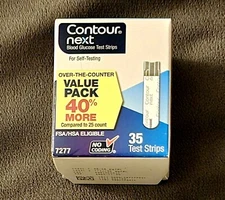 Contour
next
Blood Glucose Test Strips
For Self-Testing
OVER-THE-COUNTER
VALUE
PACK
40%
MORE
Compared to 25 count
FSA/HSA ELIGIBLE
7277
NO
CODING
35
Test Strips
Contour